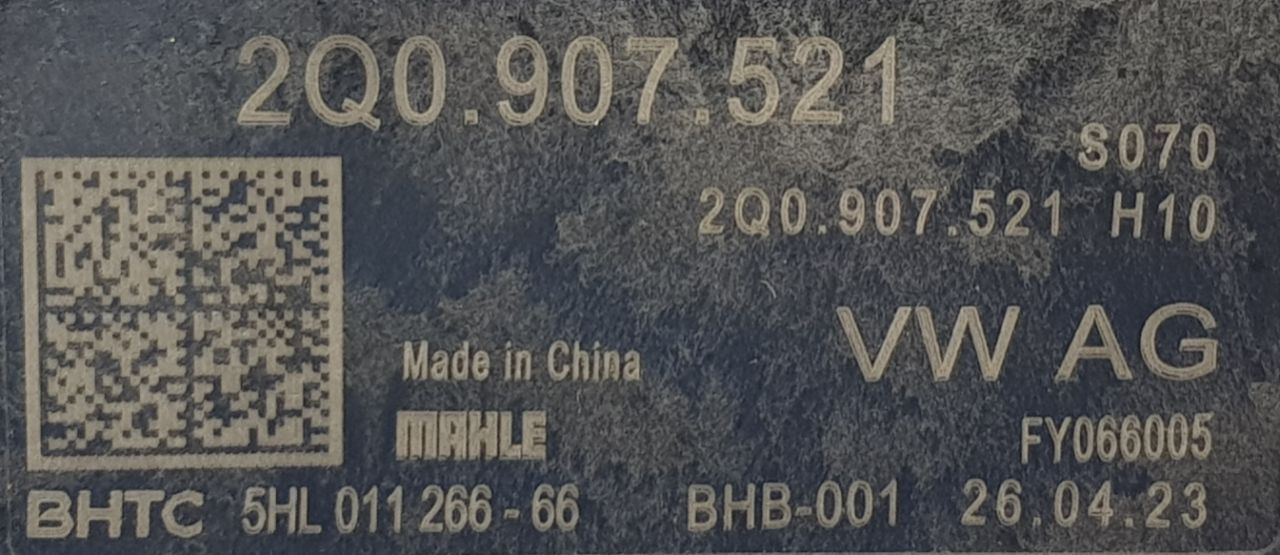 2Q0.907.521
S070
2Q0.907.521 H10
VW AG
Made in China
MAHLE
FY066005
BHTC 5HL 011 266-66 BHB-001 26.04.23